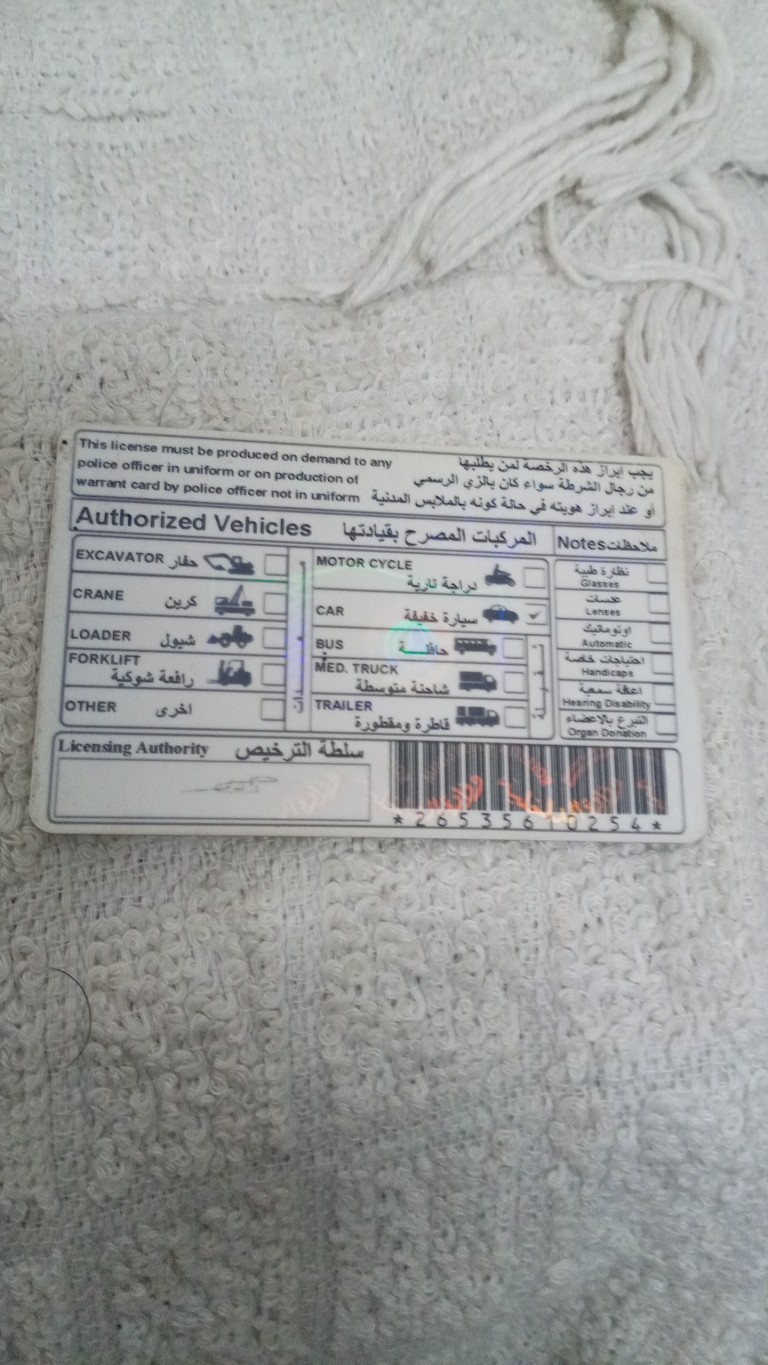 This license must be produced on demand to any
police officer in uniform or on production of
warrant card by police officer not in uniform
يجب ابراز هذه الرخصة لمن يطلبها
من رجال الشرطة سواء كان بالزي الرسمي
أو عند إبراز هويته في حالة كونه بالملابس المدنية
Authorized Vehicles المركبات المصرح بقيادتها
Notes ملاحظات
EXCAVATOR حفار
CRANE كرين
LOADER شيول
FORKLIFT رافعة شوكية
OTHER اخرى
MOTOR CYCLE
دراجة نارية
CAR سيارة خفيفة
BUS حافلــة
MED. TRUCK
شاحنة متوسطة
TRAILER
قاطرة ومقطورة
نظارة طبية
Glasses
عدسات
Lenses
اوتوماتيك
Automatic
احتياجات خاصة
Handicaps
اعاقة سمعية
Hearing Disability
التبرع بالاعضاء
Organ Donation
Licensing Authority سلطة الترخيص
*26535610254*